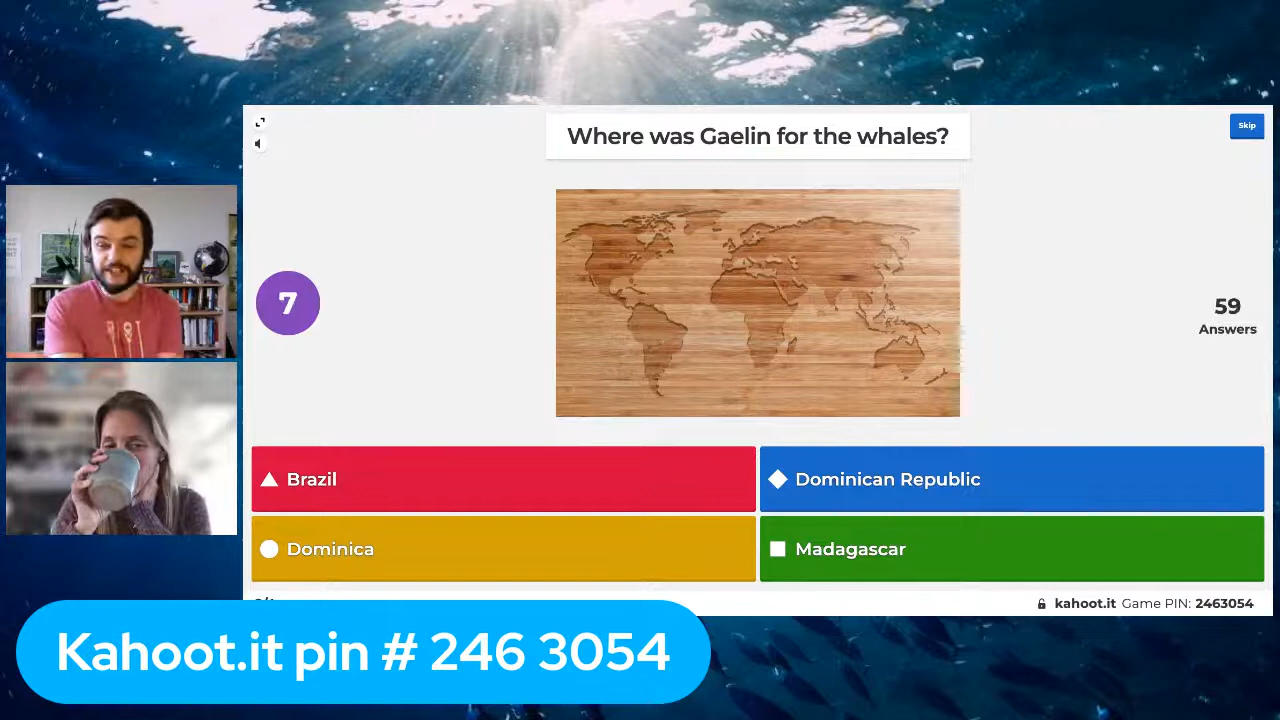 Where was Gaelin for the whales?
Skip
7
59
Answers
Brazil
Dominican Republic
Dominica
Madagascar
kahoot.it Game PIN: 2463054
Kahoot.it pin # 246 3054